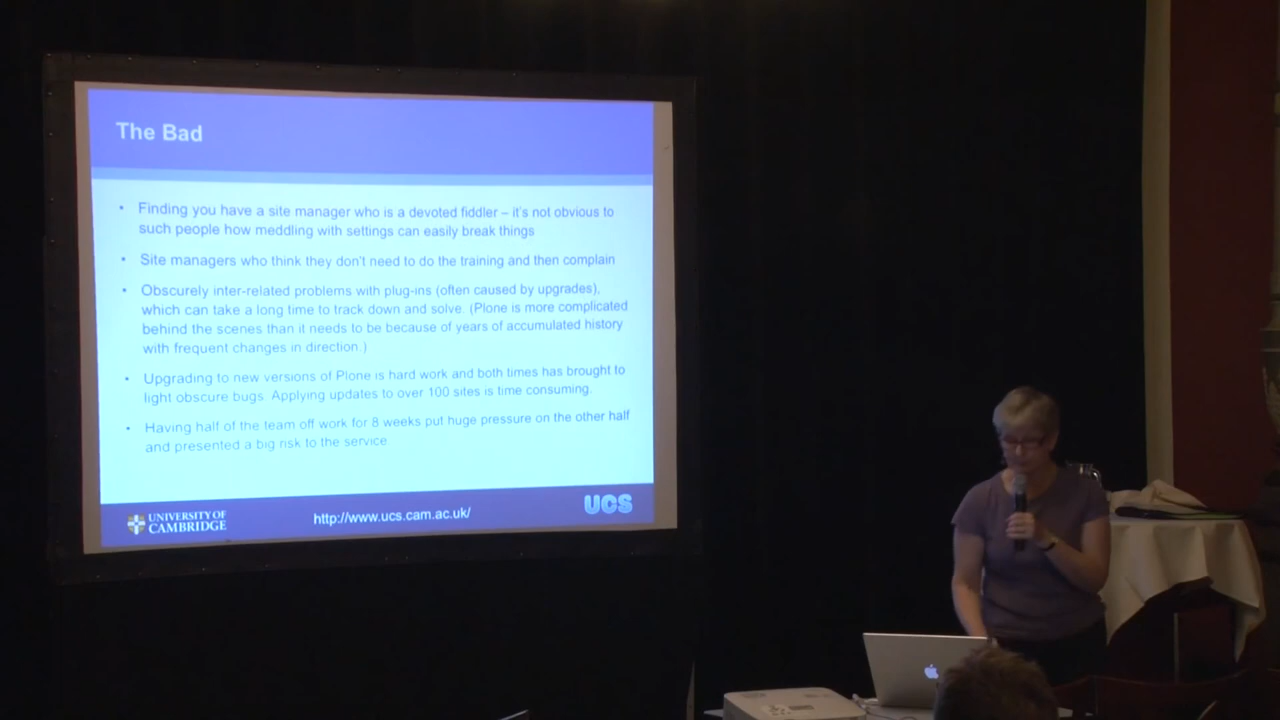 The Bad
• Finding you have a site manager who is a devoted fiddler – it's not obvious to
such people how meddling with settings can easily break things
• Site managers who think they don't need to do the training and then complain
• Obscurely inter-related problems with plug-ins (often caused by upgrades),
which can take a long time to track down and solve. (Plone is more complicated
behind the scenes than it needs to be because of years of accumulated history
with frequent changes in direction.)
• Upgrading to new versions of Plone is hard work and both times has brought to
light obscure bugs. Applying updates to over 100 sites is time consuming.
• Having half of the team off work for 8 weeks put huge pressure on the other half
and presented a big risk to the service
UNIVERSITY OF
CAMBRIDGE
http://www.ucs.cam.ac.uk/
UCS